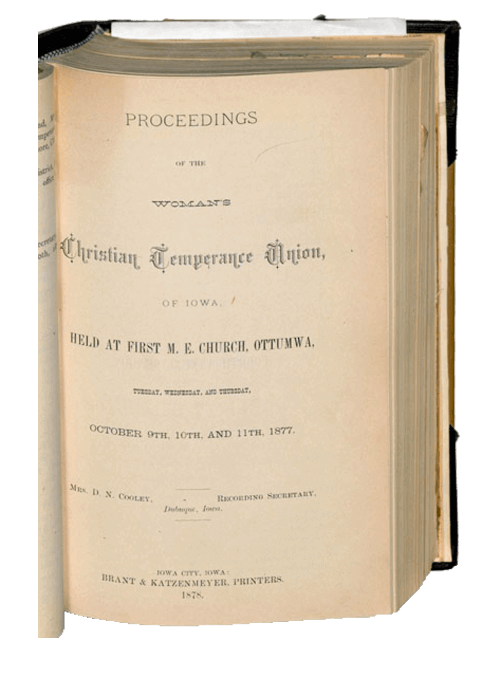 PROCEEDINGS
OF THE
WOMAN'S
Christian Temperance Union,
OF IOWA,
HELD AT FIRST M. E. CHURCH, OTTUMWA,
TUESDAY, WEDNESDAY, AND THURSDAY,
OCTOBER 9TH, 10TH, AND 11TH, 1877.
MRS. D. N. COOLEY, - RECORDING SECRETARY,
Dubuque, Iowa.
IOWA CITY, IOWA:
BRANT & KATZENMEYER, PRINTERS.
1878.